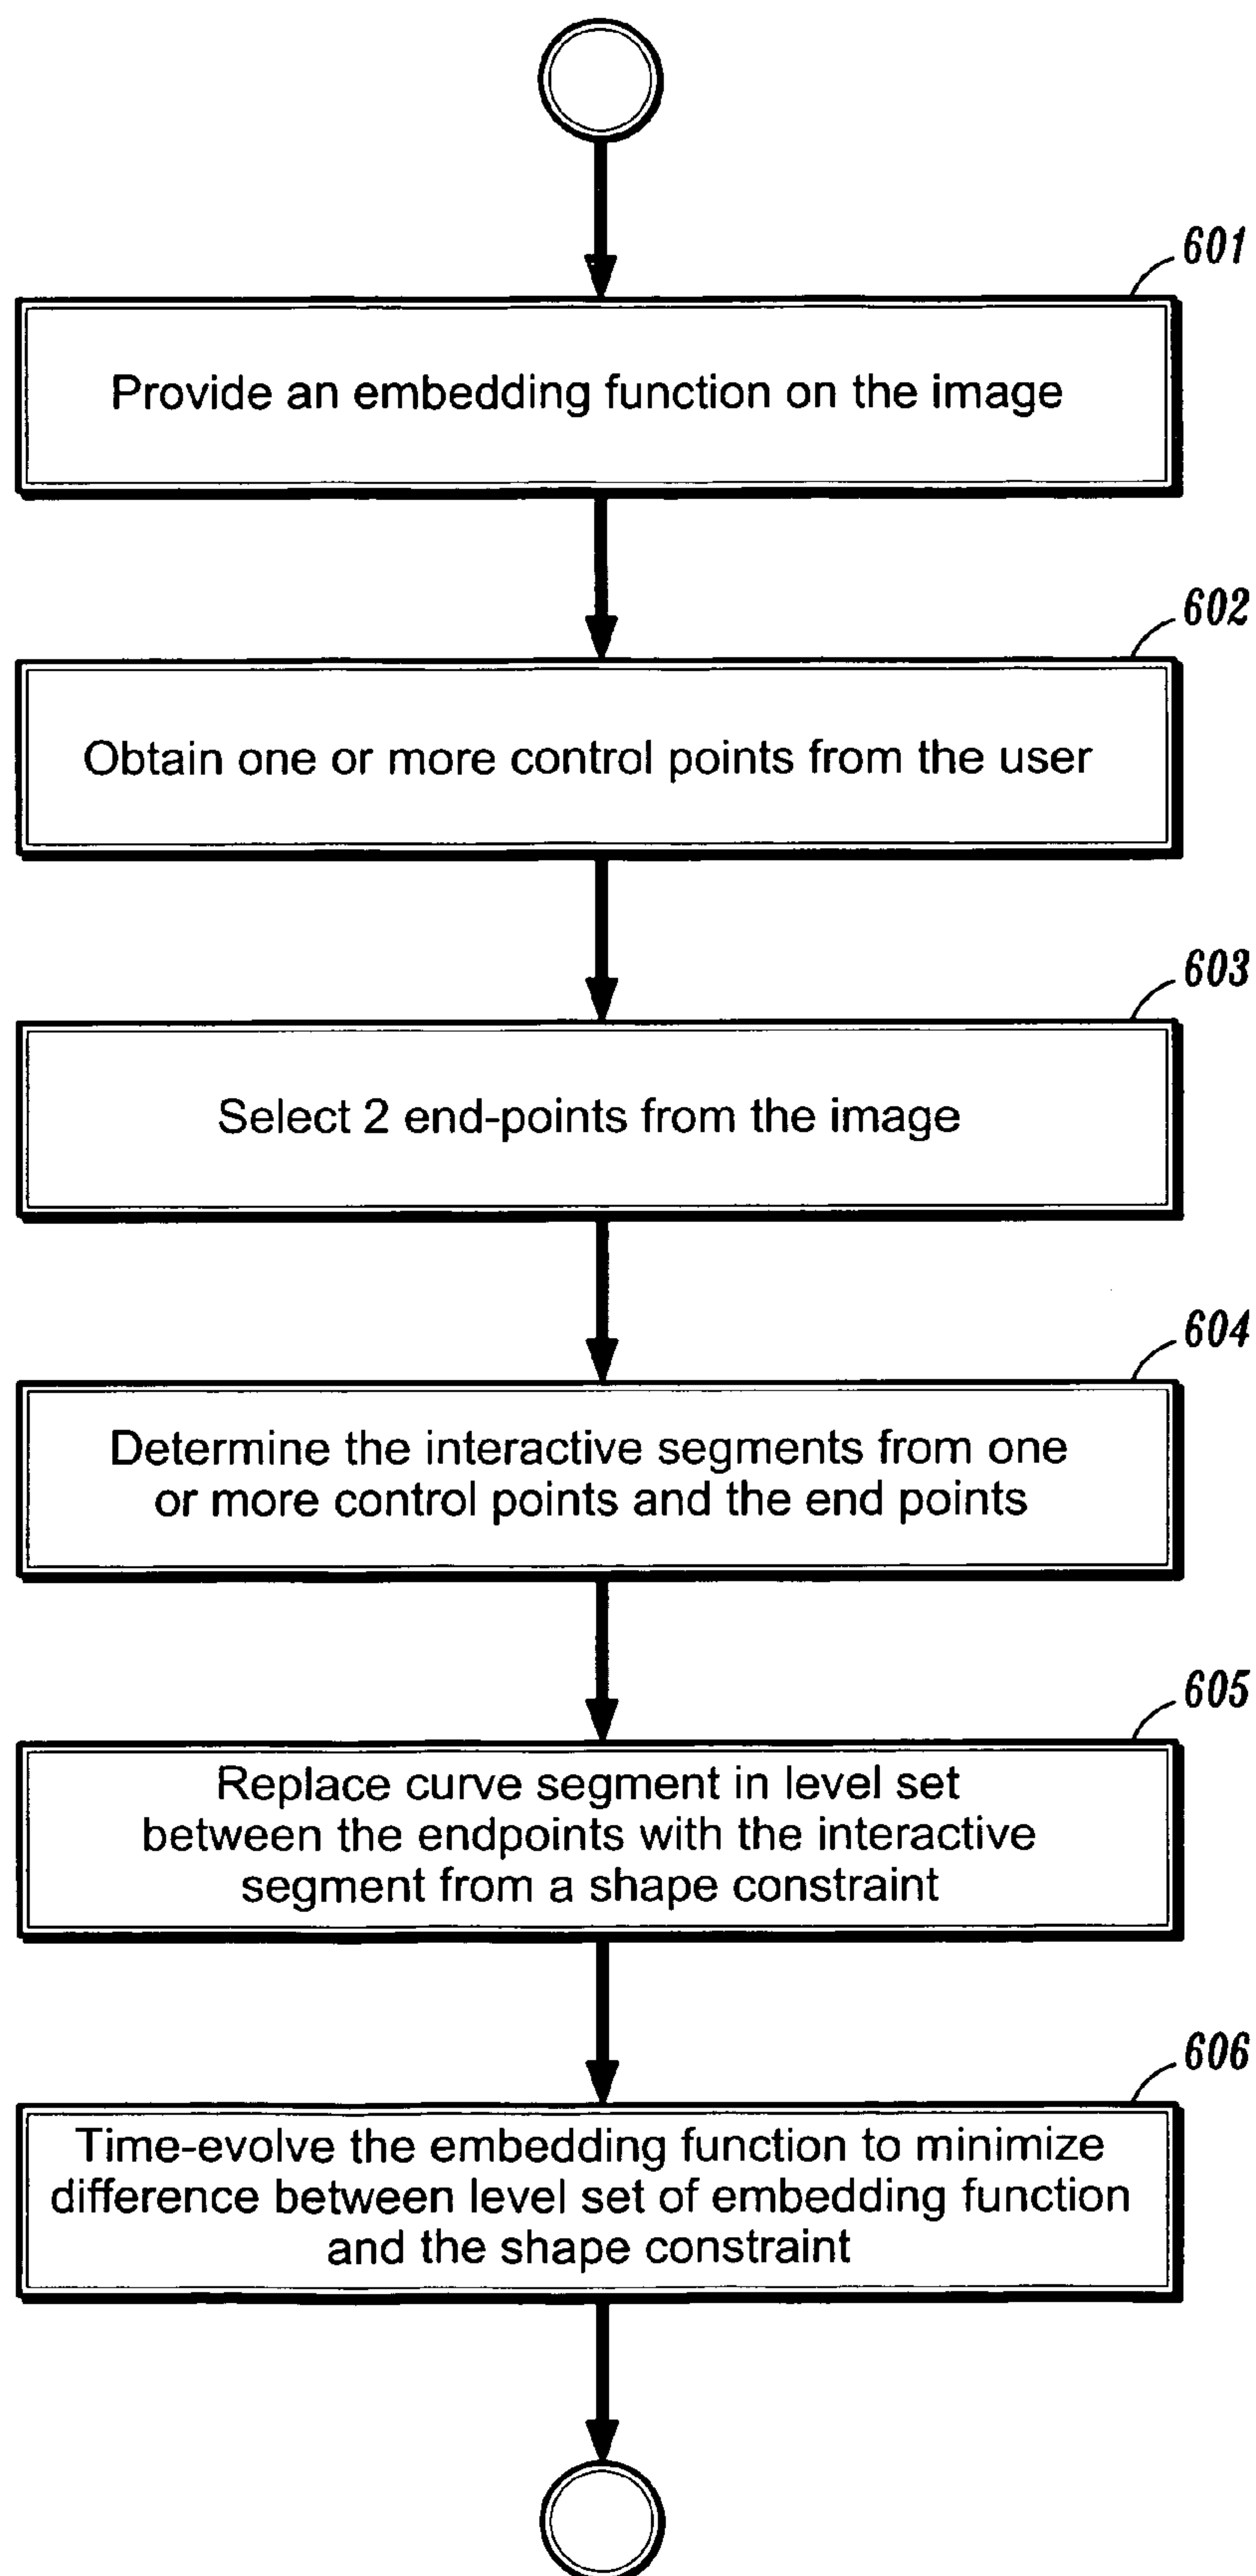 601
Provide an embedding function on the image
602
Obtain one or more control points from the user
603
Select 2 end-points from the image
604
Determine the interactive segments from one
or more control points and the end points
605
Replace curve segment in level set
between the endpoints with the interactive
segment from a shape constraint
606
Time-evolve the embedding function to minimize
difference between level set of embedding function
and the shape constraint